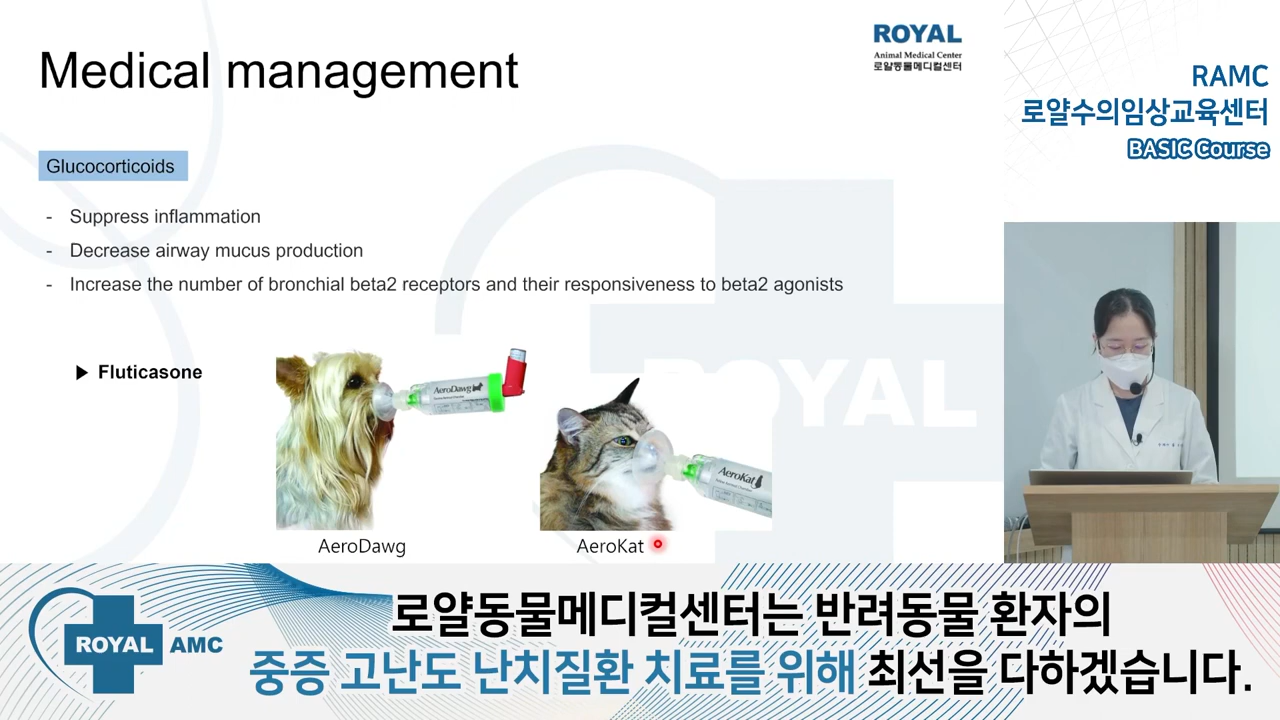 Medical management
ROYAL
Animal Medical Center
로얄동물메디컬센터
RAMC
로얄수의임상교육센터
BASIC Course
Glucocorticoids
- Suppress inflammation
- Decrease airway mucus production
- Increase the number of bronchial beta2 receptors and their responsiveness to beta2 agonists
ROYAL
▶ Fluticasone
AeroDawg
AeroKat
AeroDawg
AeroKat
로얄동물메디컬센터는 반려동물 환자의
중증 고난도 난치질환 치료를 위해 최선을 다하겠습니다.
ROYAL AMC